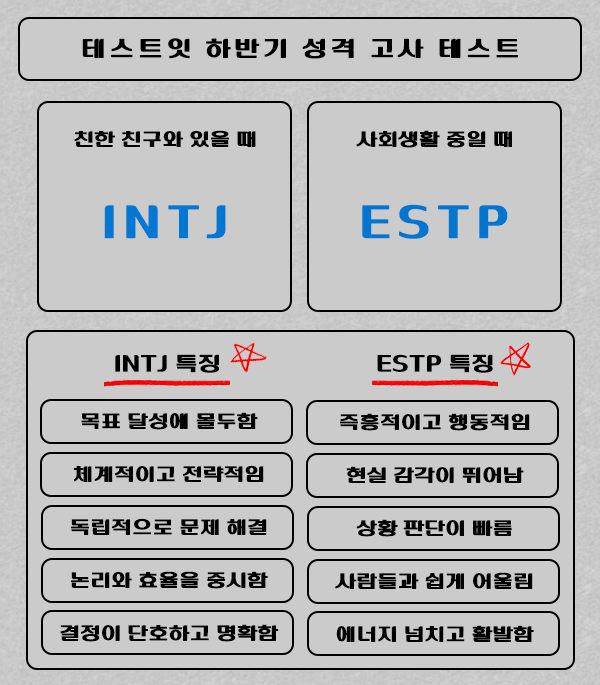 테스트잇 하반기 성격 고사 테스트
친한 친구와 있을 때
사회생활 중일 때
INTJ
ESTP
INTJ 특징
ESTP 특징
목표 달성에 몰두함
즉흥적이고 행동적임
체계적이고 전략적임
현실 감각이 뛰어남
독립적으로 문제 해결
상황 판단이 빠름
논리와 효율을 중시함
사람들과 쉽게 어울림
결정이 단호하고 명확함
에너지 넘치고 활발함